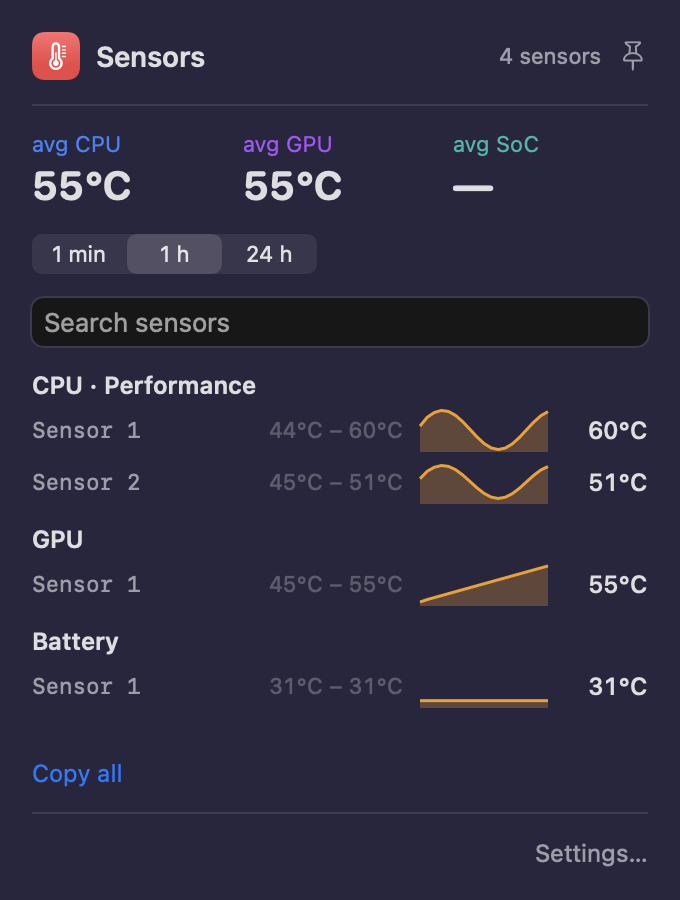 Sensors 4 sensors
avg CPU avg GPU avg SoC
55°C 55°C —
1 min 1 h 24 h
Search sensors
CPU · Performance
Sensor 1 44°C – 60°C 60°C
Sensor 2 45°C – 51°C 51°C
GPU
Sensor 1 45°C – 55°C 55°C
Battery
Sensor 1 31°C – 31°C 31°C
Copy all
Settings...